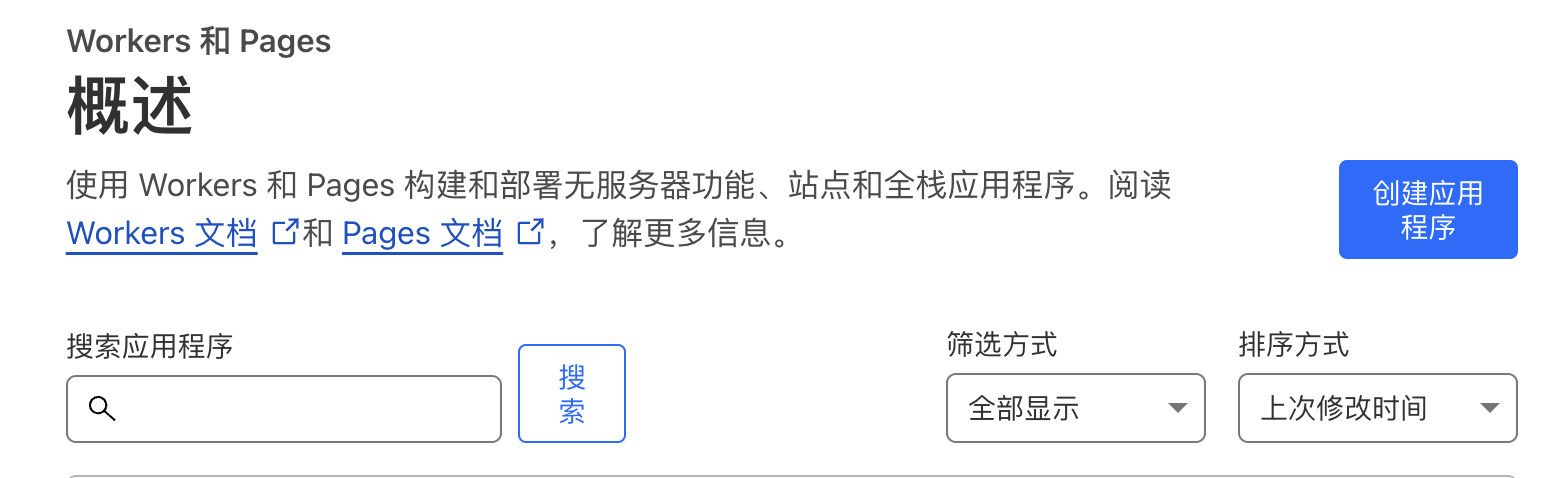 Workers 和 Pages
概述
使用 Workers 和 Pages 构建和部署无服务器功能、站点和全栈应用程序。阅读
Workers 文档 和 Pages 文档 ，了解更多信息。
创建应用
程序
搜索应用程序
搜
索
筛选方式
全部显示
排序方式
上次修改时间